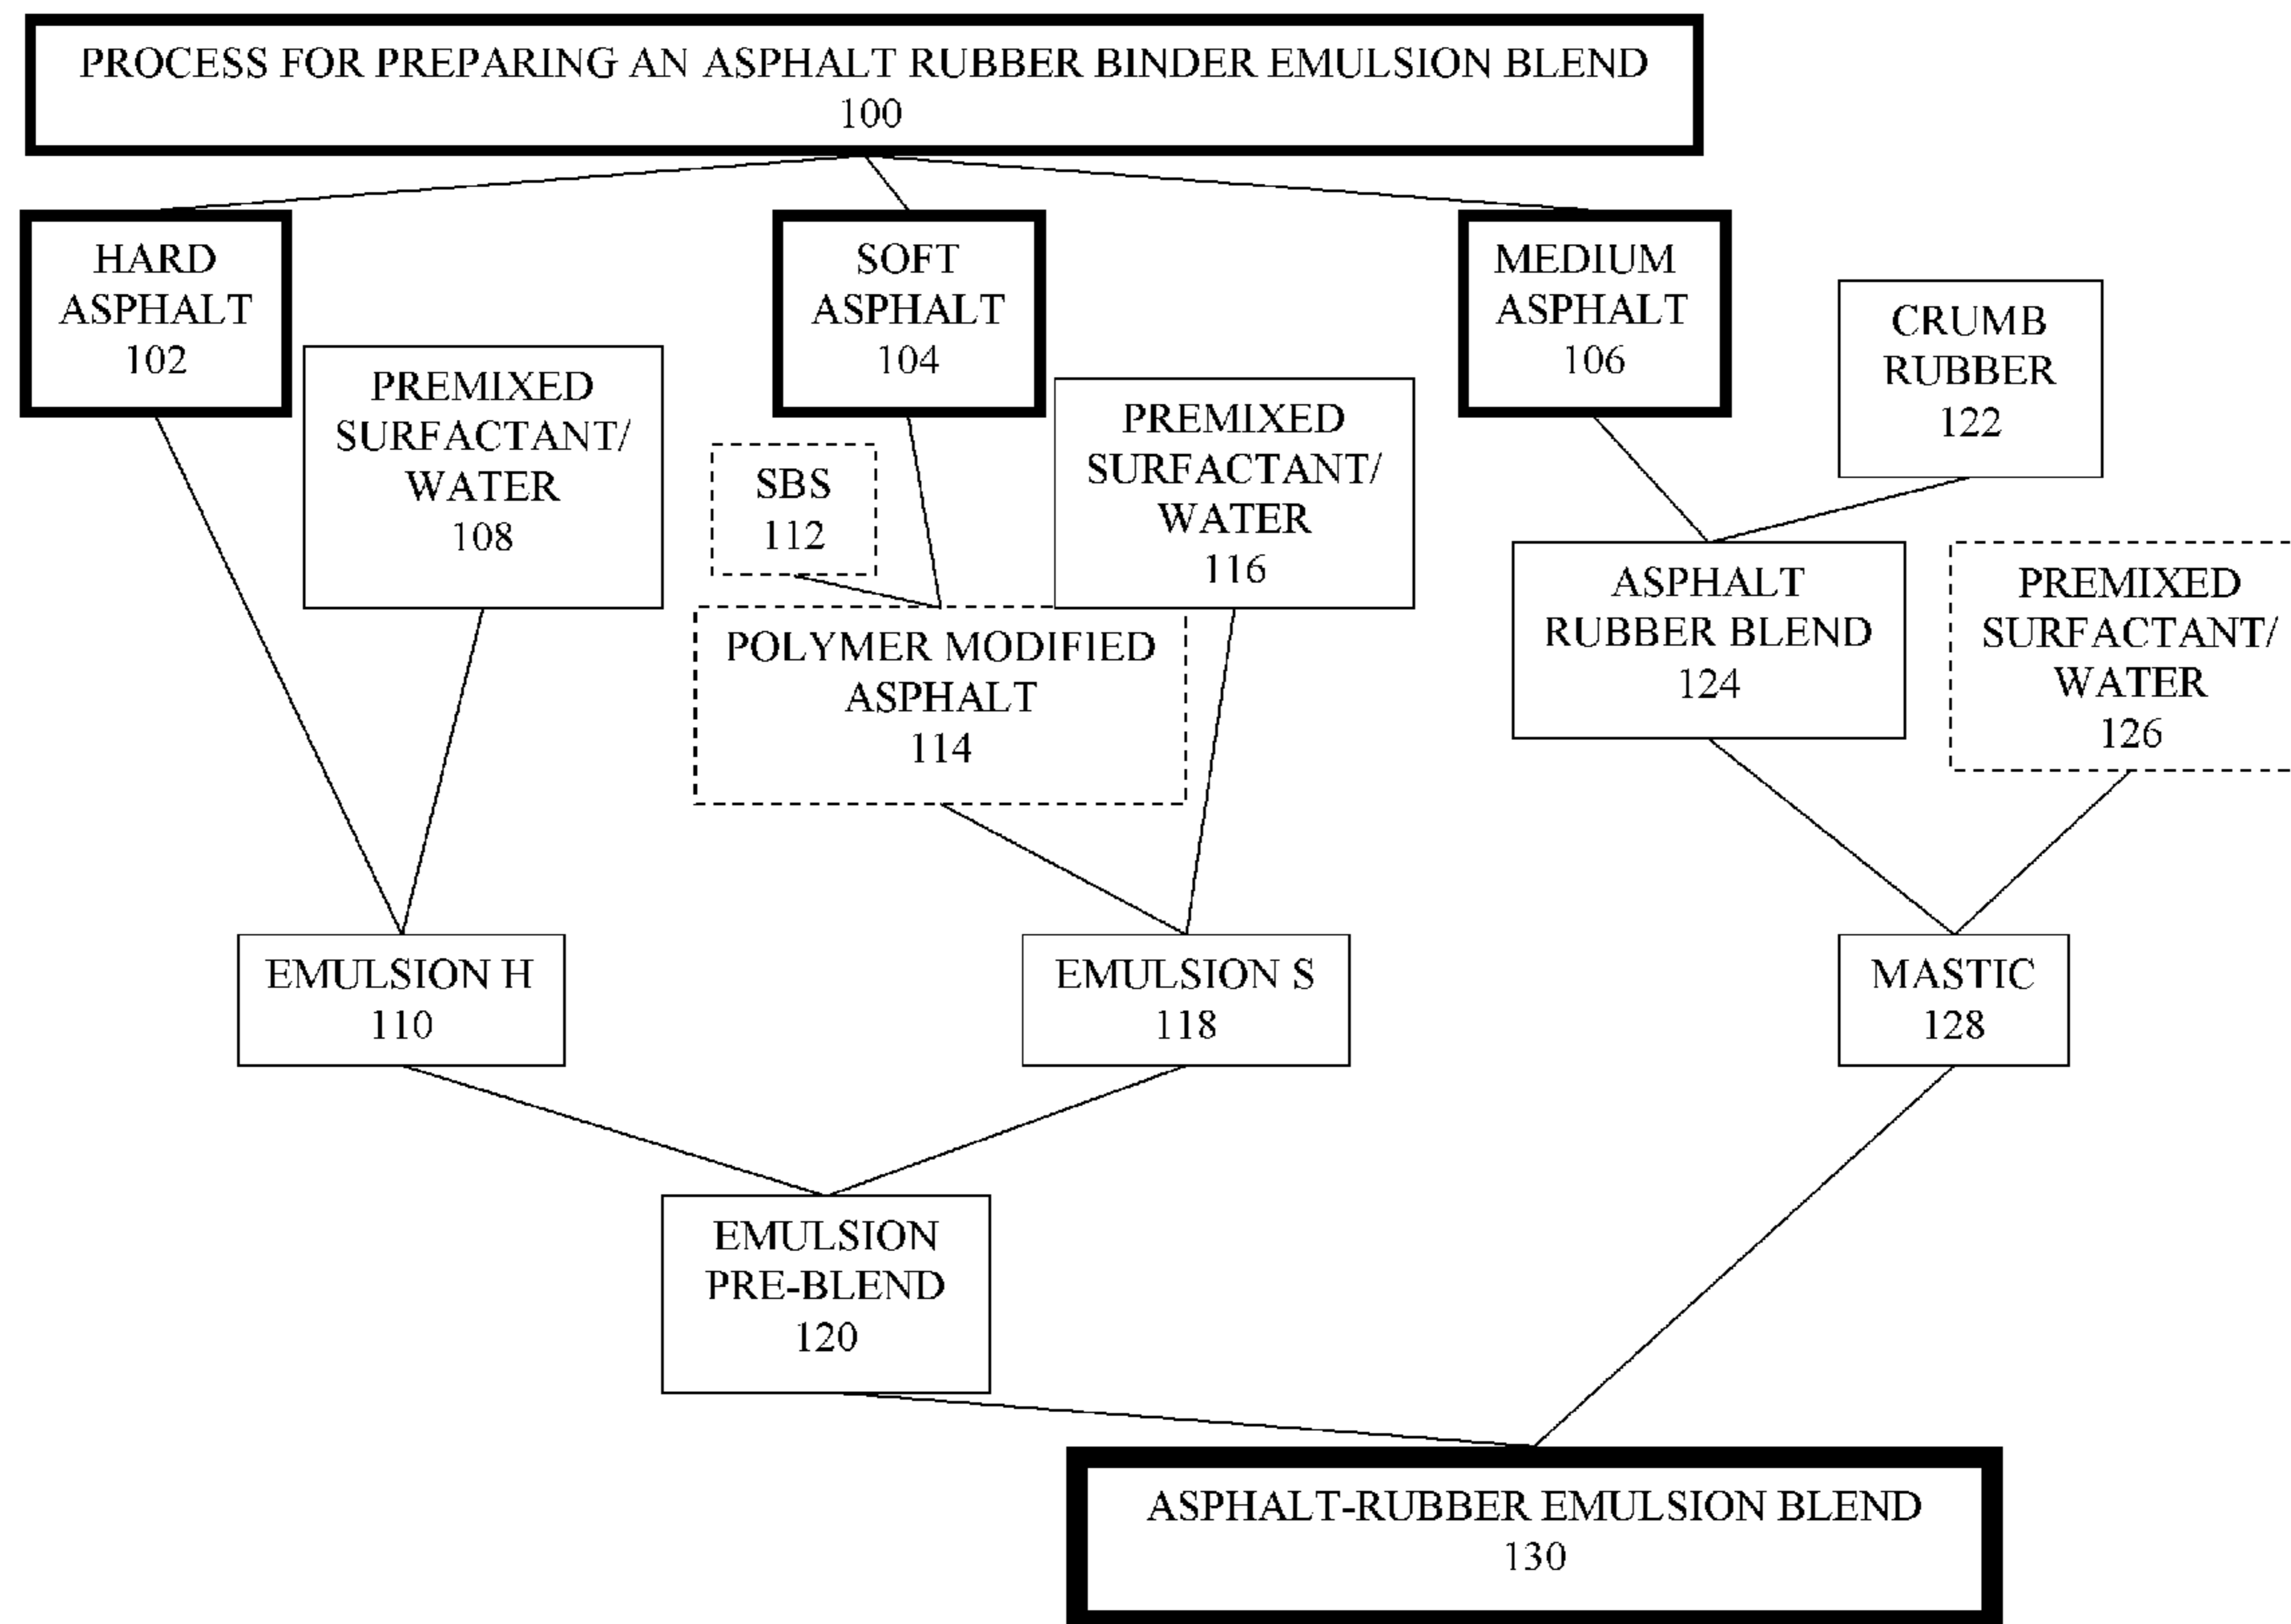 PROCESS FOR PREPARING AN ASPHALT RUBBER BINDER EMULSION BLEND
100
HARD
ASPHALT
102
SOFT
ASPHALT
104
MEDIUM
ASPHALT
106
PREMIXED
SURFACTANT/
WATER
108
SBS
112
PREMIXED
SURFACTANT/
WATER
116
CRUMB
RUBBER
122
POLYMER MODIFIED
ASPHALT
114
ASPHALT
RUBBER BLEND
124
PREMIXED
SURFACTANT/
WATER
126
EMULSION H
110
EMULSION S
118
MASTIC
128
EMULSION
PRE-BLEND
120
ASPHALT-RUBBER EMULSION BLEND
130